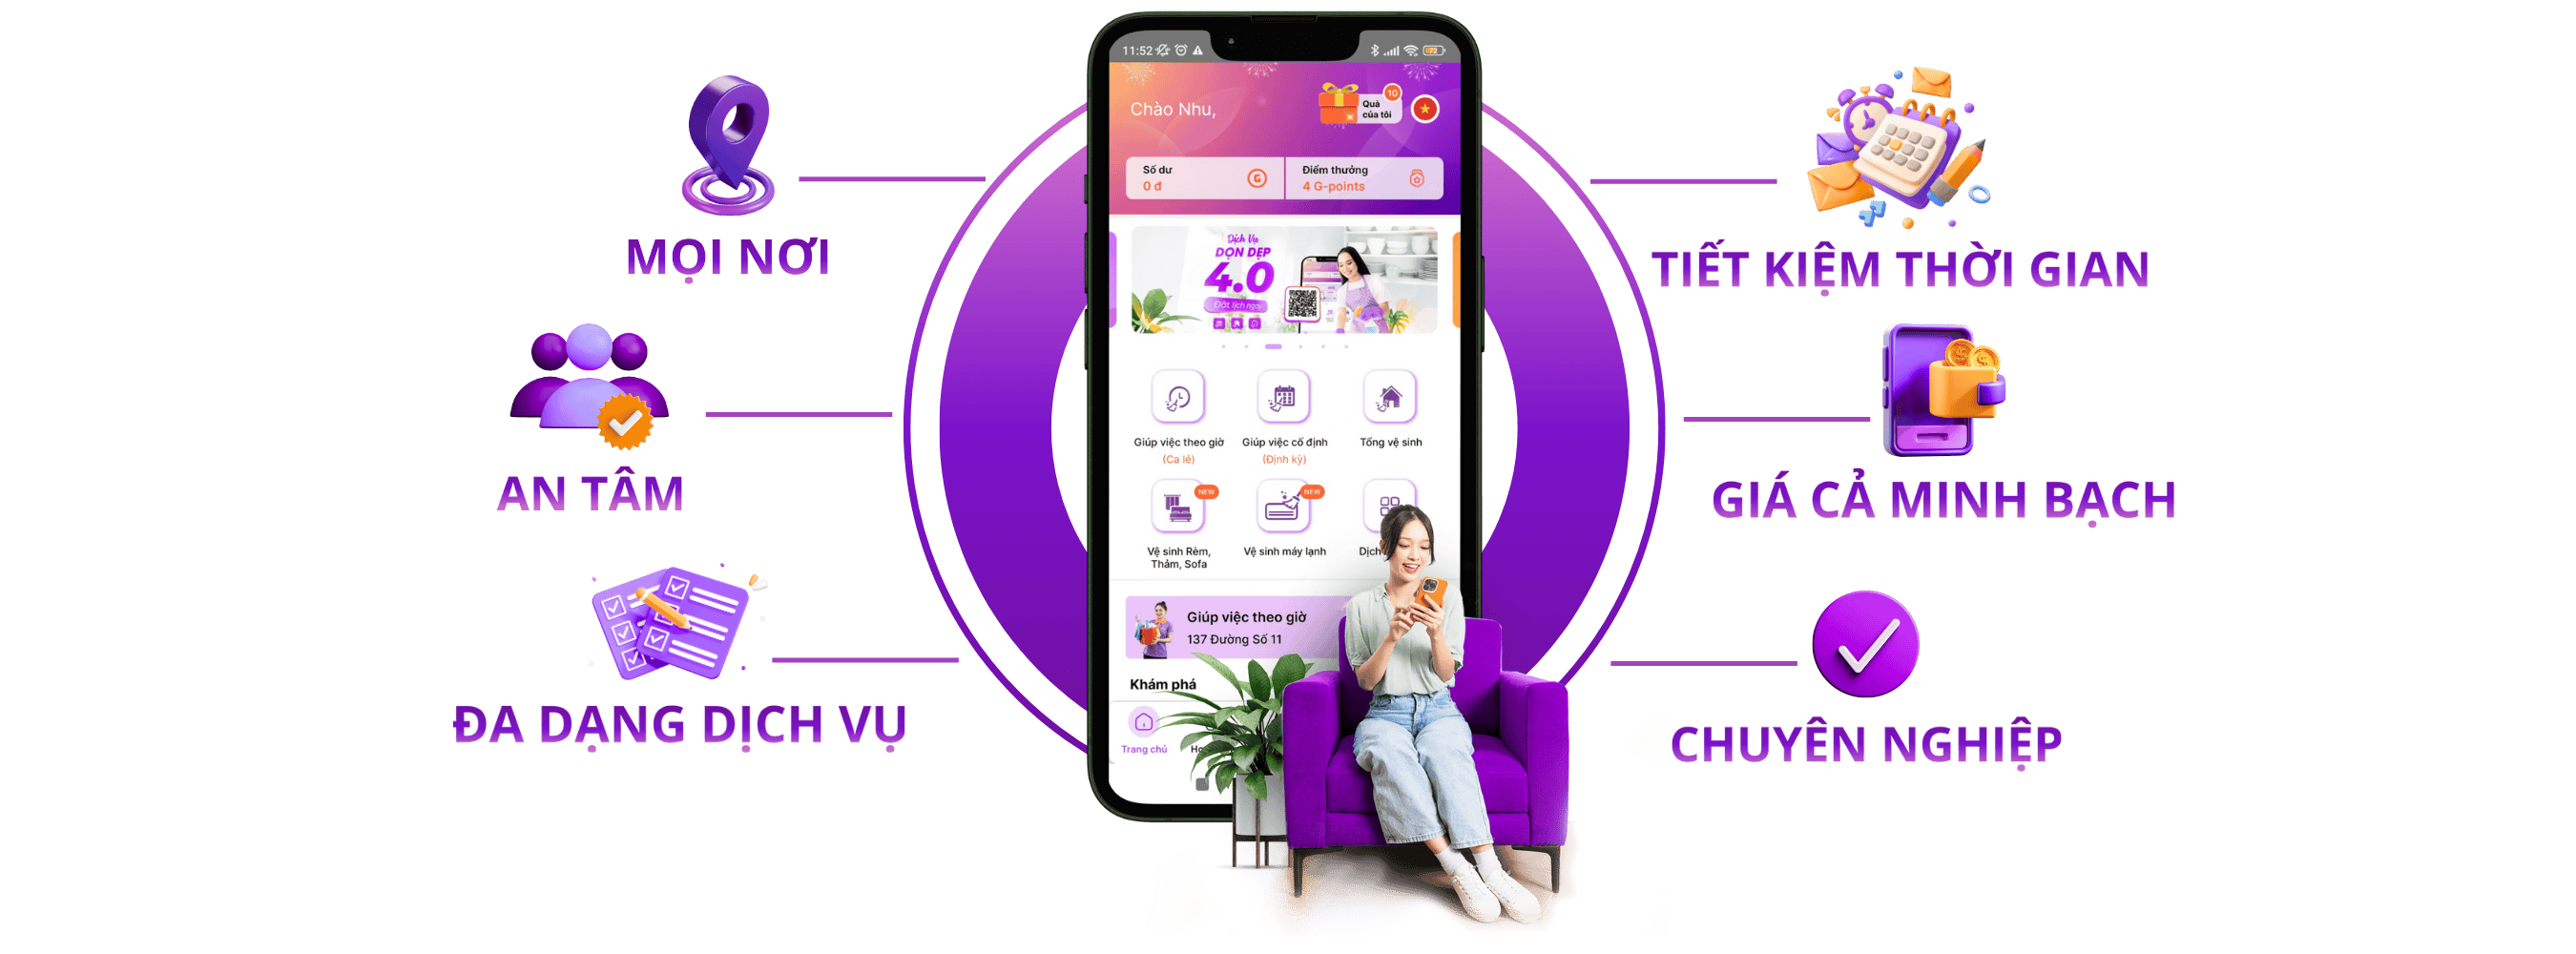 MỌI NƠI
AN TÂM
ĐA DẠNG DỊCH VỤ
11:52
72
Chào Nhu,
10
Quà
của tôi
Số dư
0 đ
Điểm thưởng
4 G-points
Dịch Vụ
DỌN DẸP
4.0
Đặt lịch ngay
Giúp việc theo giờ
(Ca lẻ)
Giúp việc cố định
(Định kỳ)
Tổng vệ sinh
NEW
Vệ sinh Rèm,
Thảm, Sofa
NEW
Vệ sinh máy lạnh
Dịch
Giúp việc theo giờ
137 Đường Số 11
Khám phá
Trang chủ
TIẾT KIỆM THỜI GIAN
GIÁ CẢ MINH BẠCH
CHUYÊN NGHIỆP